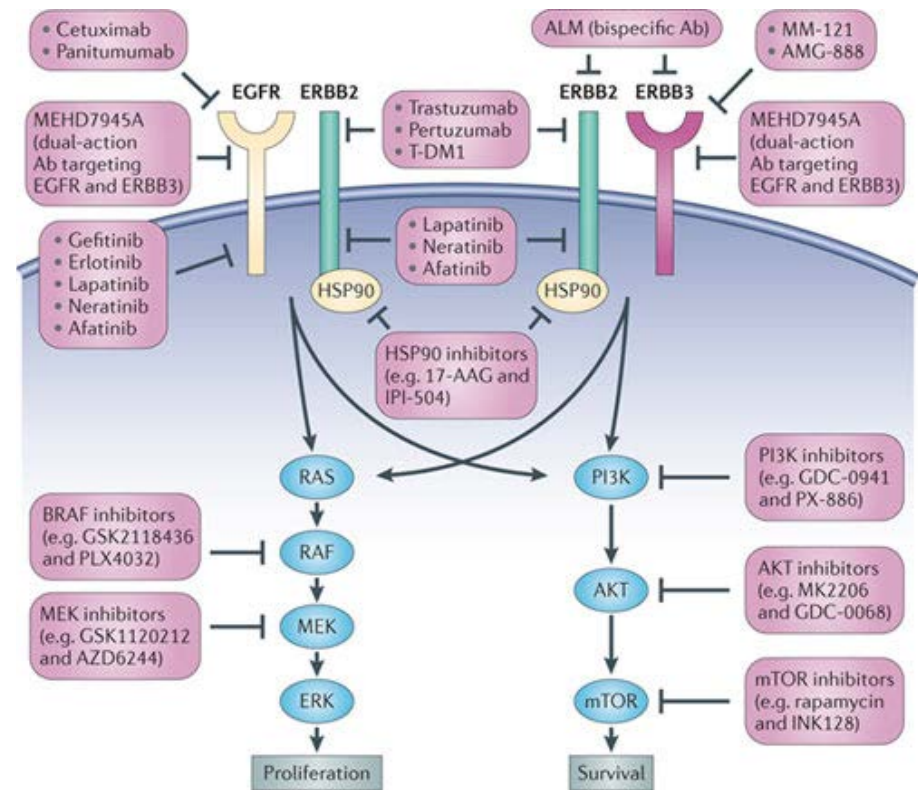 • Cetuximab
• Panitumumab
ALM (bispecific Ab)
• MM-121
• AMG-888
EGFR
ERBB2
ERBB2
ERBB3
MEHD7945A
(dual-action
Ab targeting
EGFR and ERBB3)
• Trastuzumab
• Pertuzumab
• T-DM1
MEHD7945A
(dual-action
Ab targeting
EGFR and ERBB3)
• Gefitinib
• Erlotinib
• Lapatinib
• Neratinib
• Afatinib
• Lapatinib
• Neratinib
• Afatinib
HSP90
HSP90
HSP90 inhibitors
(e.g. 17-AAG and
IPI-504)
RAS
PI3K
PI3K inhibitors
(e.g. GDC-0941
and PX-886)
BRAF inhibitors
(e.g. GSK2118436
and PLX4032)
RAF
AKT
AKT inhibitors
(e.g. MK2206
and GDC-0068)
MEK inhibitors
(e.g. GSK1120212
and AZD6244)
MEK
ERK
mTOR
mTOR inhibitors
(e.g. rapamycin
and INK128)
Proliferation
Survival